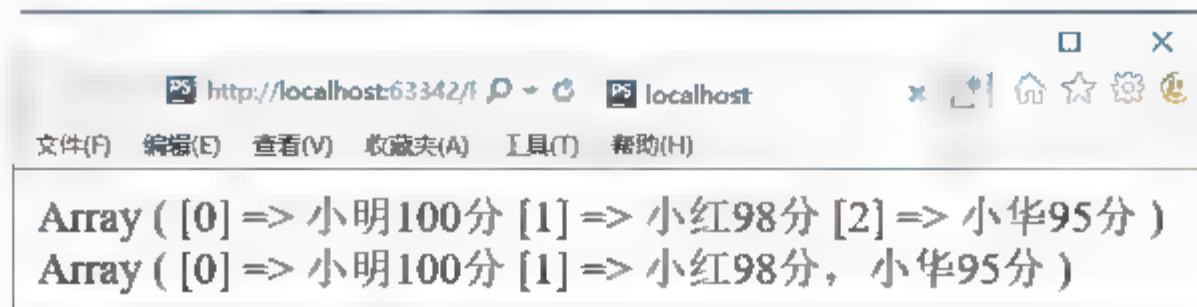 http://localhost:63342/f localhost
文件(F) 编辑(E) 查看(V) 收藏夹(A) 工具(T) 帮助(H)
Array ( [0] => 小明100分 [1] => 小红98分 [2] => 小华95分 )
Array ( [0] => 小明100分 [1] => 小红98分，小华95分 )